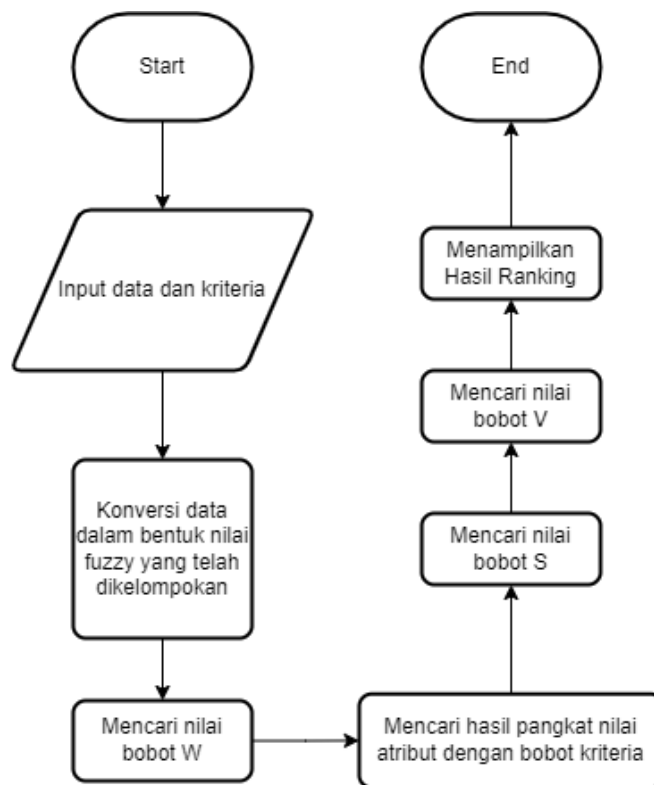 Start
Input data dan kriteria
Konversi data
dalam bentuk nilai
fuzzy yang telah
dikelompokan
Mencari nilai
bobot W
Mencari hasil pangkat nilai
atribut dengan bobot kriteria
Mencari nilai
bobot S
Mencari nilai
bobot V
Menampilkan
Hasil Ranking
End